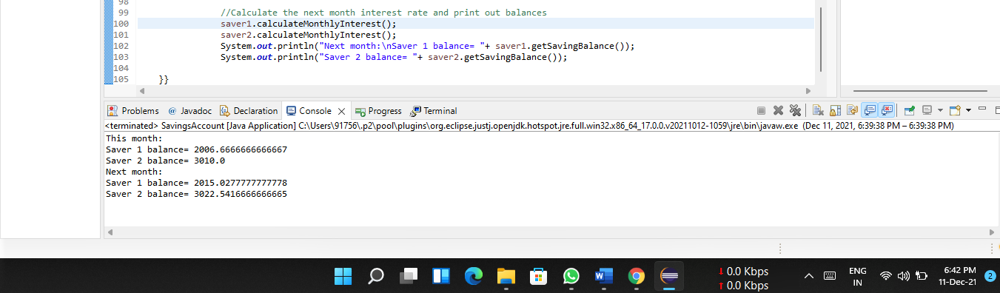 98
99 //Calculate the next month interest rate and print out balances
100 saver1.calculateMonthlyInterest();
101 saver2.calculateMonthlyInterest();
102 System.out.println("Next month:\nSaver 1 balance= "+ saver1.getSavingBalance());
103 System.out.println("Saver 2 balance= "+ saver2.getSavingBalance());
104
105 }}
Problems @ Javadoc Declaration Console Progress Terminal
<terminated> SavingsAccount [Java Application] C:\Users\91756\.p2\pool\plugins\org.eclipse.justj.openjdk.hotspot.jre.full.win32.x86_64_17.0.0.v20211012-1059\jre\bin\javaw.exe (Dec 11, 2021, 6:39:38 PM – 6:39:38 PM)
This month:
Saver 1 balance= 2006.6666666666667
Saver 2 balance= 3010.0
Next month:
Saver 1 balance= 2015.0277777777778
Saver 2 balance= 3022.5416666666665
0.0 Kbps
0.0 Kbps
ENG
IN
6:42 PM
11-Dec-21
2